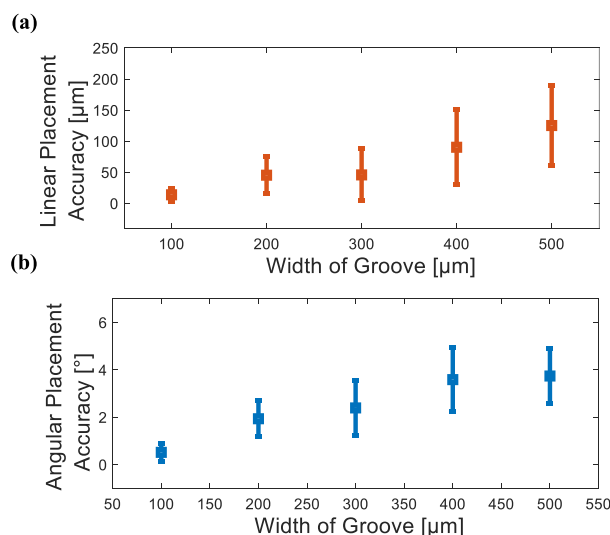 (a)
Linear Placement
Accuracy [µm]
250
200
150
100
50
0
100 200 300 400 500
Width of Groove [µm]
(b)
Angular Placement
Accuracy [°]
6
4
2
0
50 100 150 200 250 300 350 400 450 500 550
Width of Groove [µm]